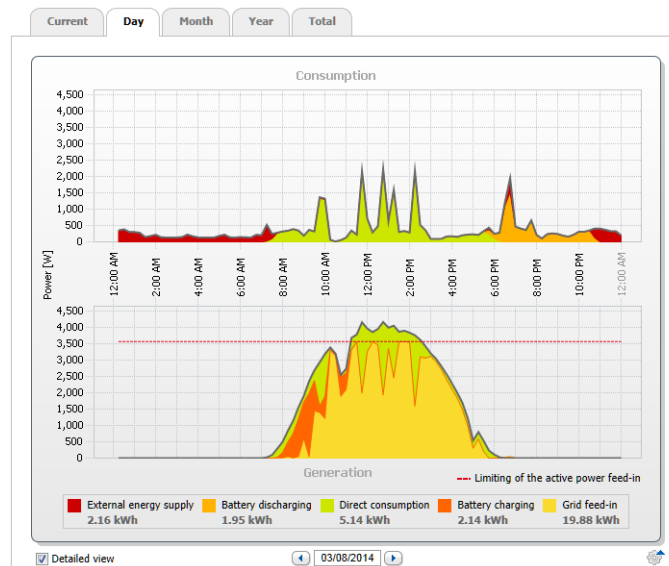 Current Day Month Year Total
Consumption
4,500
4,000
3,500
3,000
2,500
2,000
1,500
1,000
500
0
Power [W]
12:00 AM 2:00 AM 4:00 AM 6:00 AM 8:00 AM 10:00 AM 12:00 PM 2:00 PM 4:00 PM 6:00 PM 8:00 PM 10:00 PM 12:00 AM
4,500
4,000
3,500
3,000
2,500
2,000
1,500
1,000
500
0
Generation
Limiting of the active power feed-in
External energy supply Battery discharging Direct consumption Battery charging Grid feed-in
2.16 kWh 1.95 kWh 5.14 kWh 2.14 kWh 19.88 kWh
Detailed view 03/08/2014